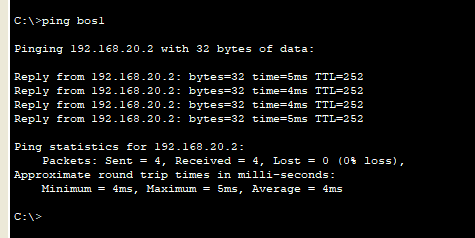 C:\>ping bos1
Pinging 192.168.20.2 with 32 bytes of data:
Reply from 192.168.20.2: bytes=32 time=5ms TTL=252
Reply from 192.168.20.2: bytes=32 time=4ms TTL=252
Reply from 192.168.20.2: bytes=32 time=4ms TTL=252
Reply from 192.168.20.2: bytes=32 time=5ms TTL=252
Ping statistics for 192.168.20.2:
    Packets: Sent = 4, Received = 4, Lost = 0 (0% loss),
Approximate round trip times in milli-seconds:
    Minimum = 4ms, Maximum = 5ms, Average = 4ms
C:\>